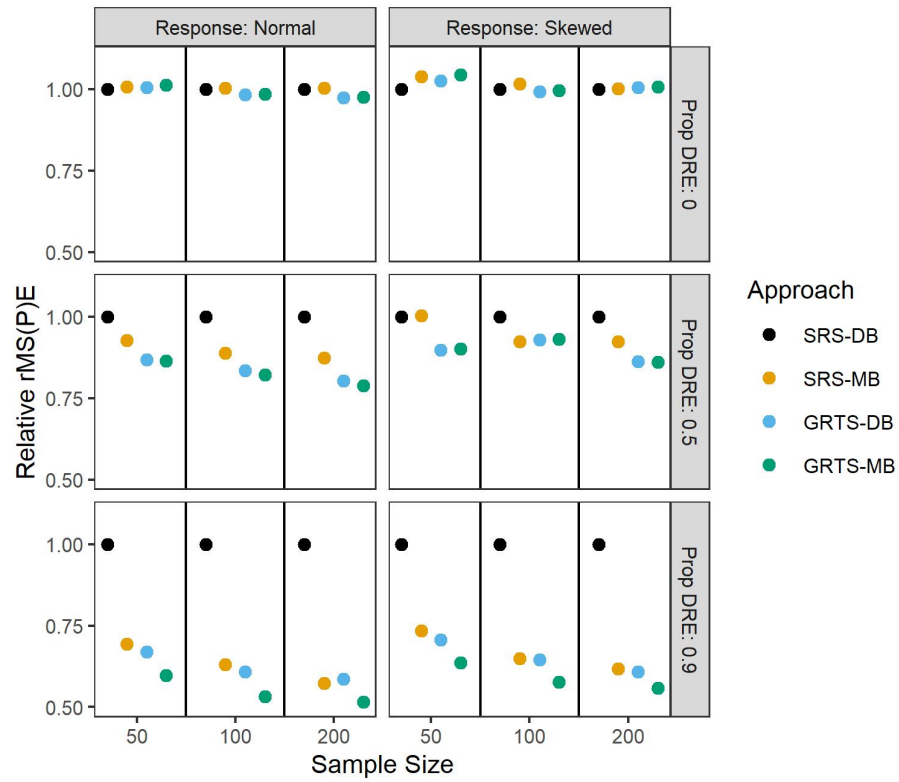 Response: Normal
Response: Skewed
1.00
0.75
0.50
Prop DRE: 0
1.00
0.75
0.50
Prop DRE: 0.5
1.00
0.75
0.50
Prop DRE: 0.9
Relative rMS(P)E
50
100
200
50
100
200
Sample Size
Approach
SRS-DB
SRS-MB
GRTS-DB
GRTS-MB